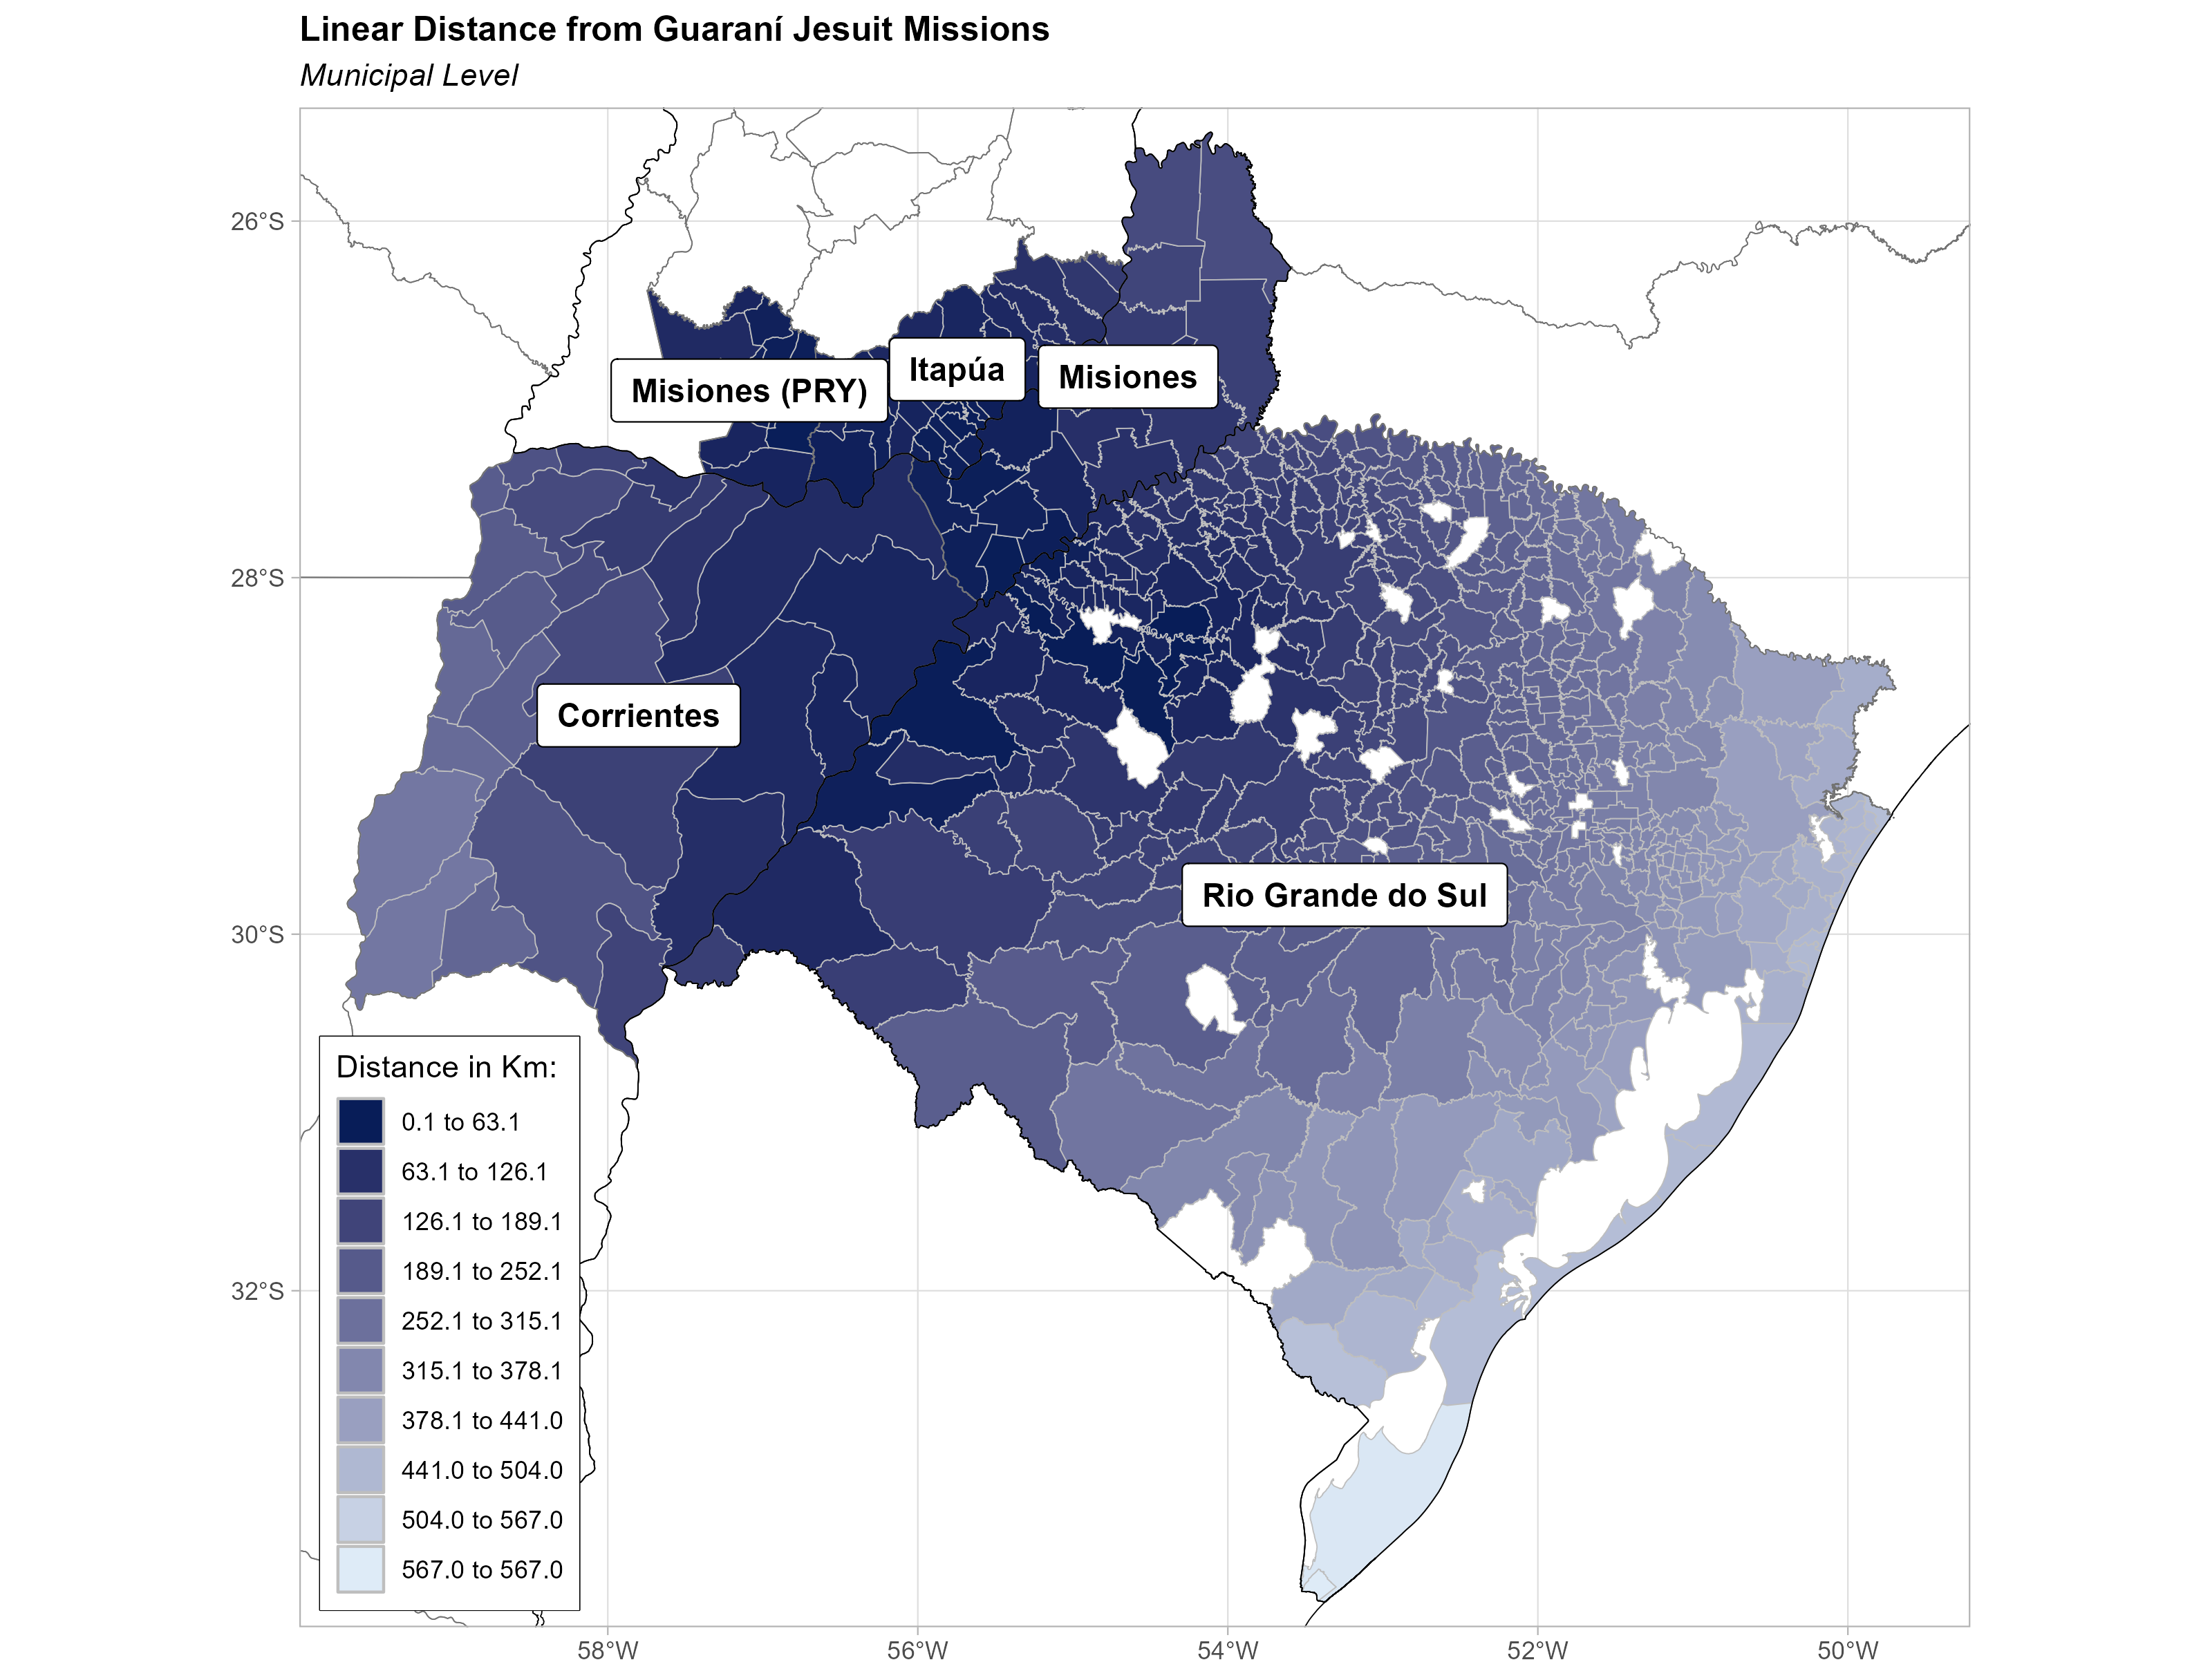 Linear Distance from Guaraní Jesuit Missions
Municipal Level
26°S
28°S
30°S
32°S
Misiones (PRY)
Itapúa
Misiones
Corrientes
Rio Grande do Sul
Distance in Km:
0.1 to 63.1
63.1 to 126.1
126.1 to 189.1
189.1 to 252.1
252.1 to 315.1
315.1 to 378.1
378.1 to 441.0
441.0 to 504.0
504.0 to 567.0
567.0 to 567.0
58°W
56°W
54°W
52°W
50°W